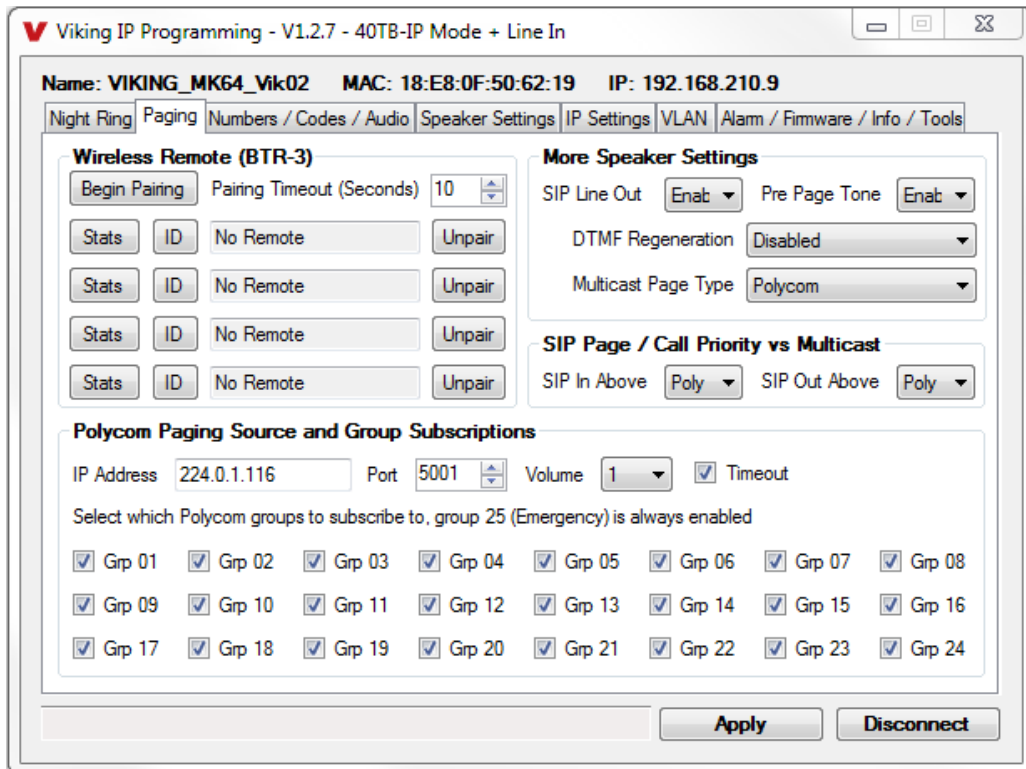 Viking IP Programming - V1.2.7 - 40TB-IP Mode + Line In
Name: VIKING_MK64_Vik02 MAC: 18:E8:0F:50:62:19 IP: 192.168.210.9
Night Ring Paging Numbers / Codes / Audio Speaker Settings IP Settings VLAN Alarm / Firmware / Info / Tools
Wireless Remote (BTR-3)
Begin Pairing Pairing Timeout (Seconds) 10
Stats ID No Remote Unpair
Stats ID No Remote Unpair
Stats ID No Remote Unpair
Stats ID No Remote Unpair
More Speaker Settings
SIP Line Out Enab Pre Page Tone Enab
DTMF Regeneration Disabled
Multicast Page Type Polycom
SIP Page / Call Priority vs Multicast
SIP In Above Poly SIP Out Above Poly
Polycom Paging Source and Group Subscriptions
IP Address 224.0.1.116 Port 5001 Volume 1 Timeout
Select which Polycom groups to subscribe to, group 25 (Emergency) is always enabled
Grp 01 Grp 02 Grp 03 Grp 04 Grp 05 Grp 06 Grp 07 Grp 08
Grp 09 Grp 10 Grp 11 Grp 12 Grp 13 Grp 14 Grp 15 Grp 16
Grp 17 Grp 18 Grp 19 Grp 20 Grp 21 Grp 22 Grp 23 Grp 24
Apply Disconnect